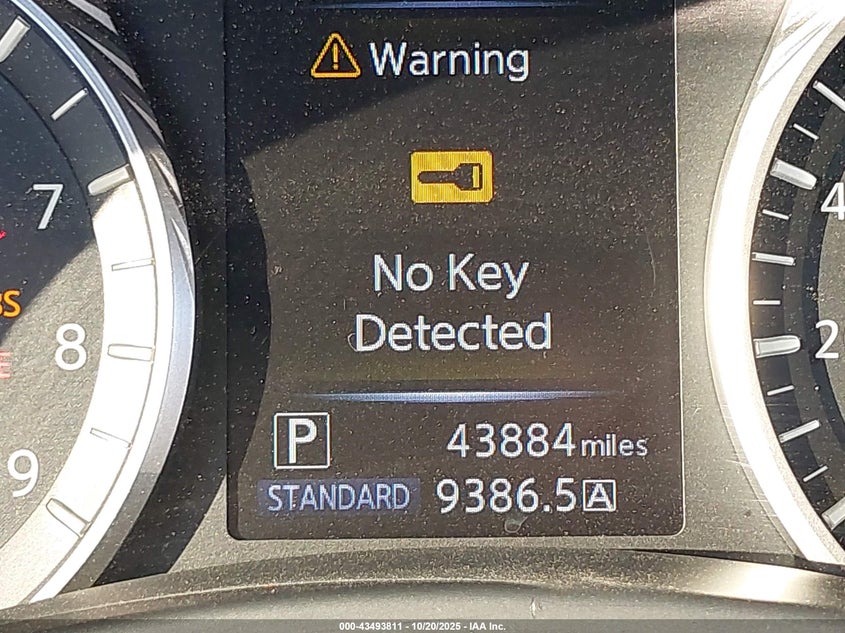 Warning
No Key
Detected
P 43884 miles
STANDARD 9386.5 A
7
8
9
4
2
000-43493811 - 10/20/2025 - IAA Inc.